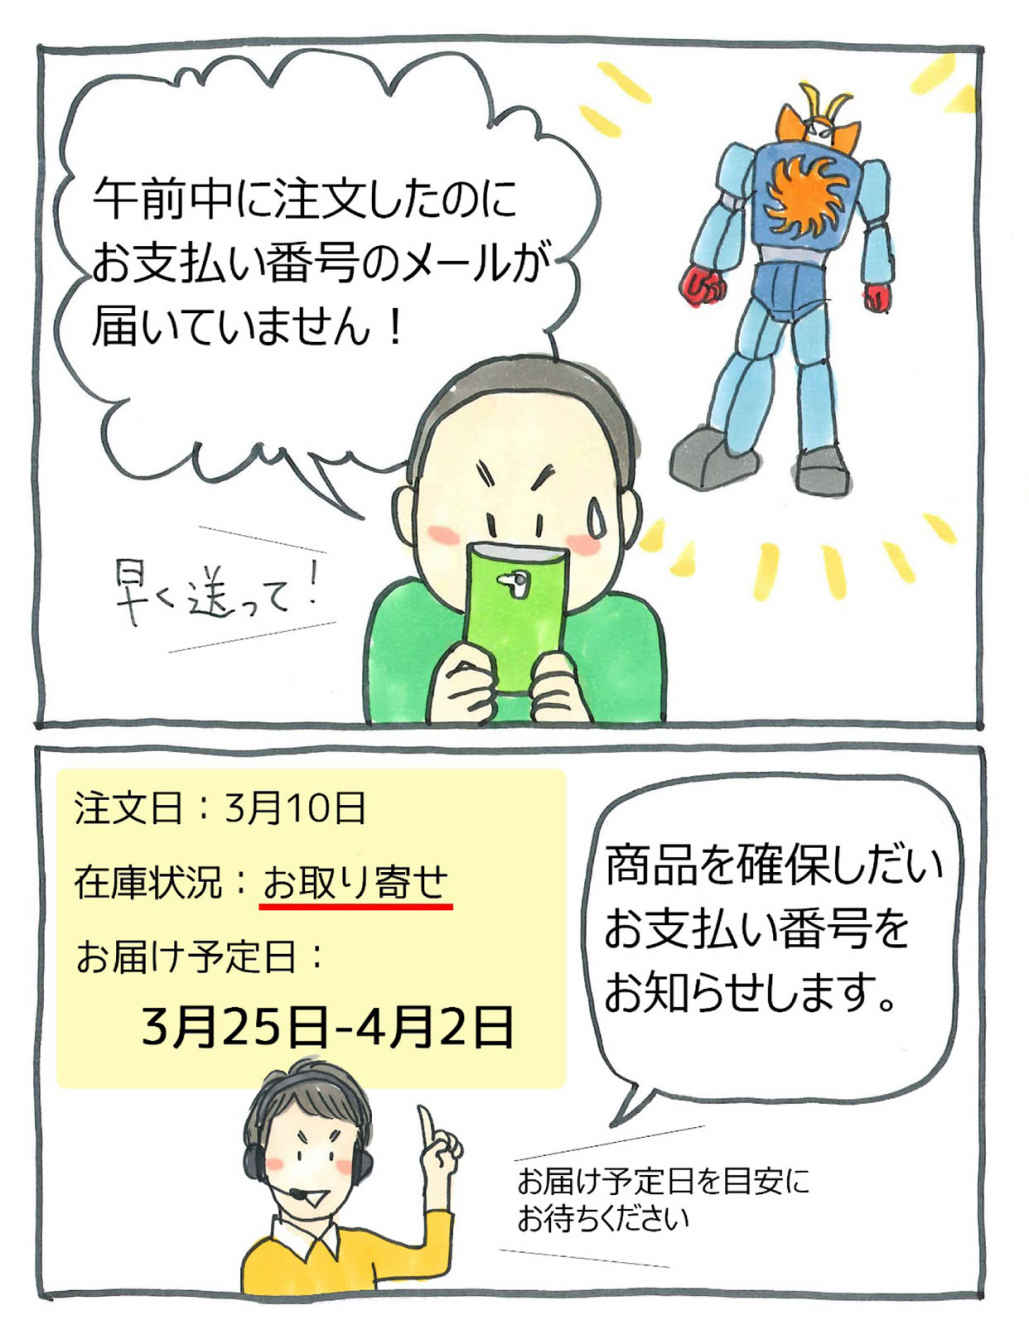 午前中に注文したのに
お支払い番号のメールが
届いていません！
早く送って！
注文日：3月10日
在庫状況：お取り寄せ
お届け予定日：
3月25日-4月2日
商品を確保しだい
お支払い番号を
お知らせします。
お届け予定日を目安に
お待ちください